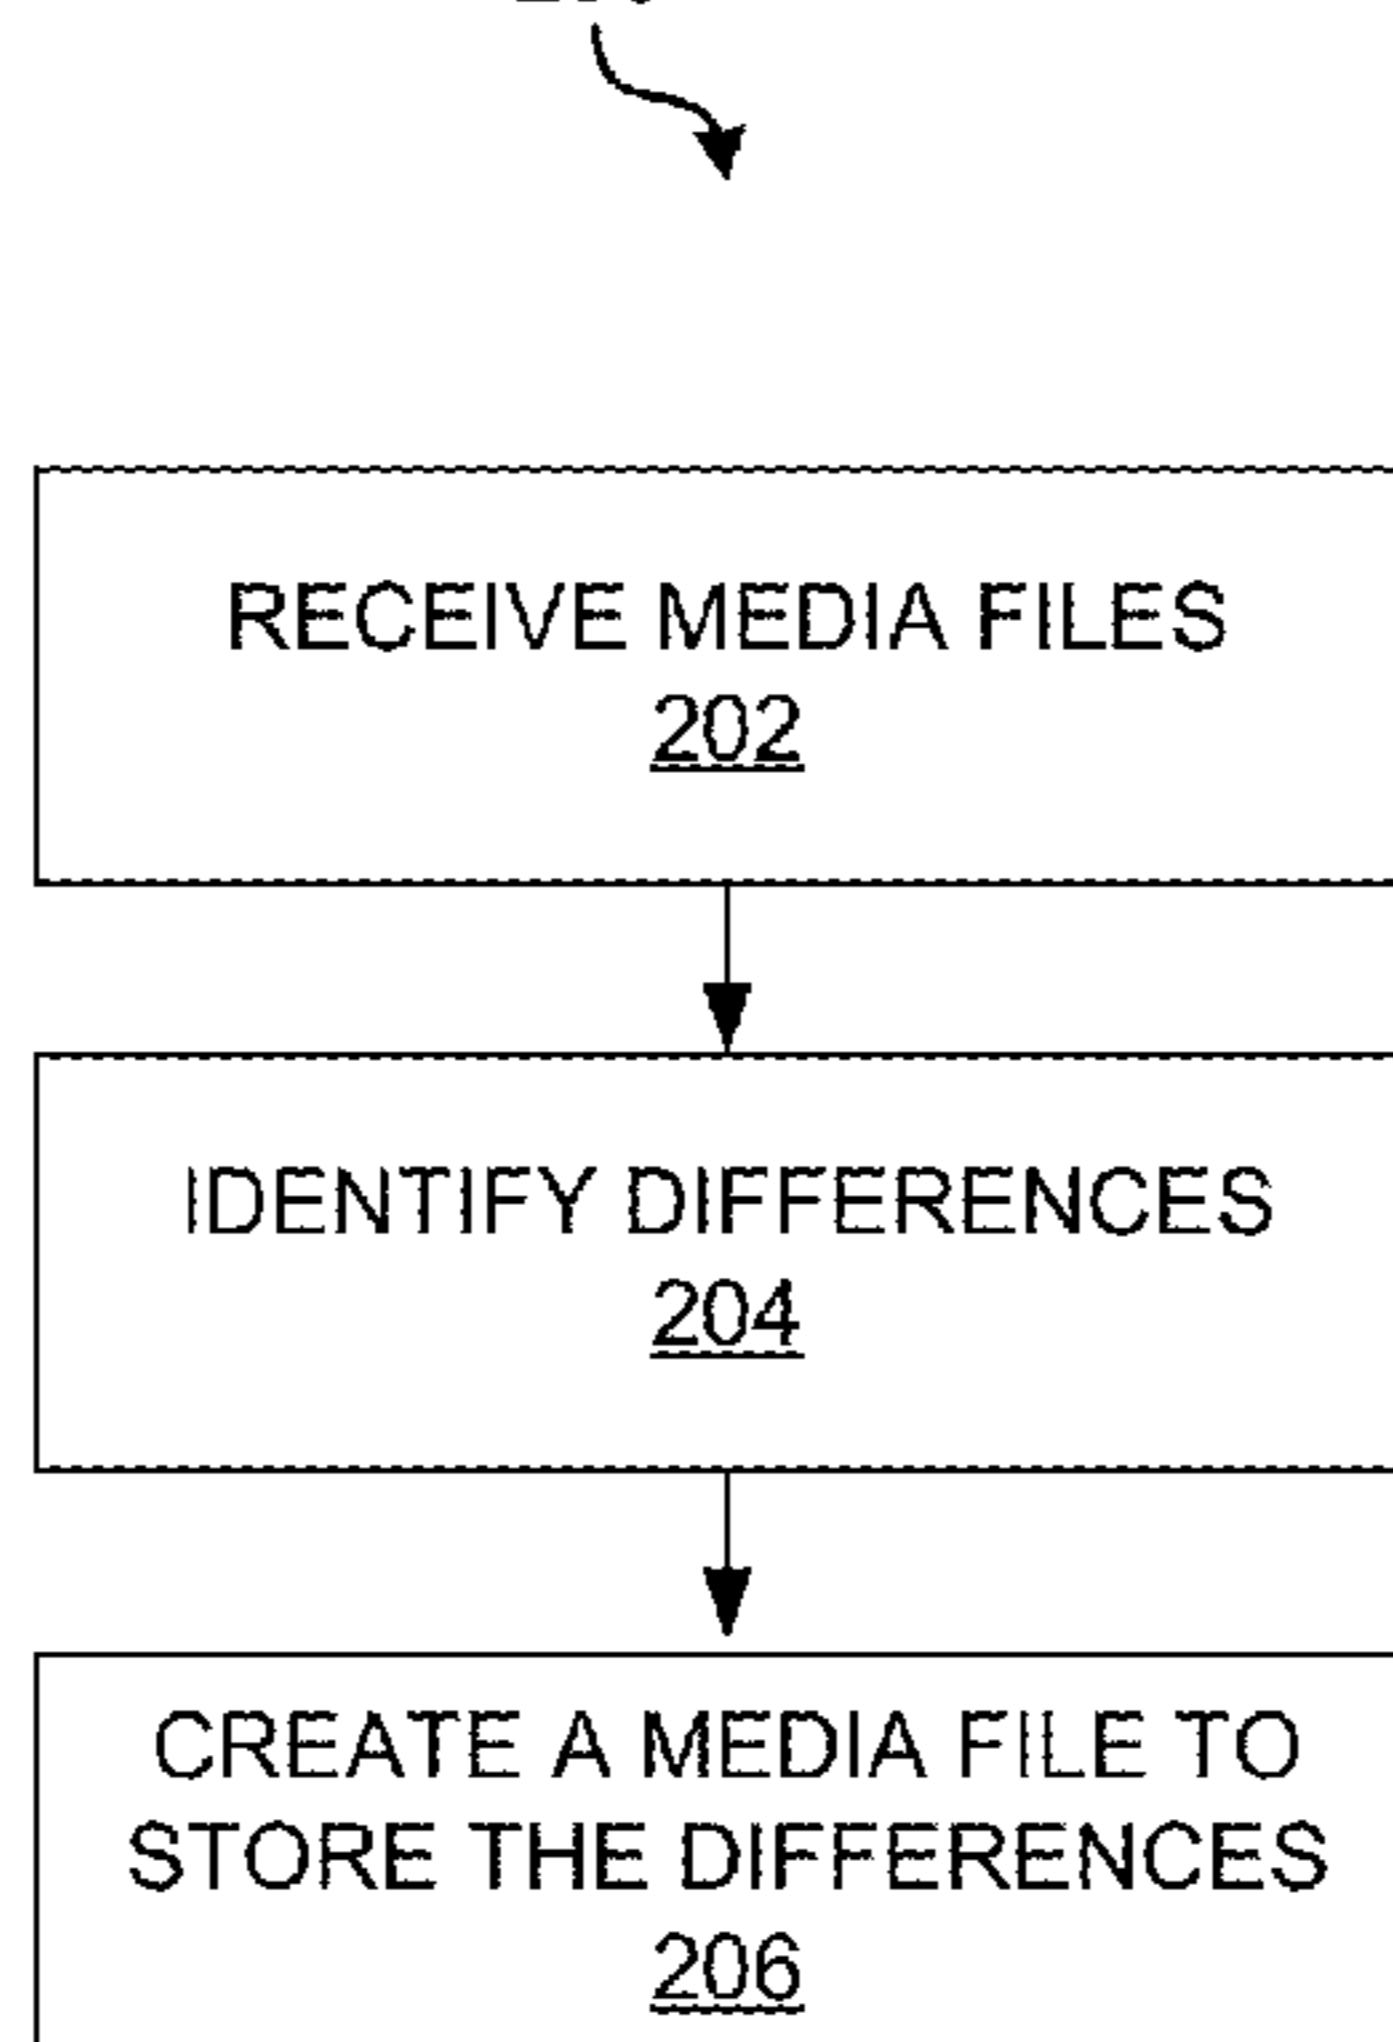 RECEIVE MEDIA FILES
202
IDENTIFY DIFFERENCES
204
CREATE A MEDIA FILE TO
STORE THE DIFFERENCES
206